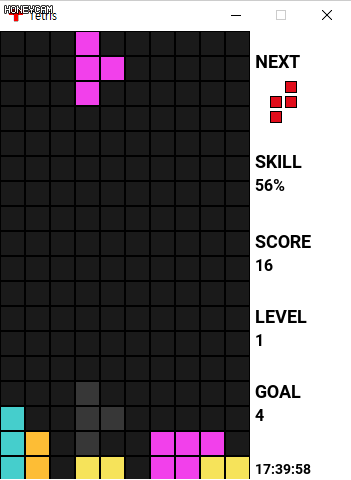 HONEYCAM
Tetris
NEXT
SKILL
56%
SCORE
16
LEVEL
1
GOAL
4
17:39:58